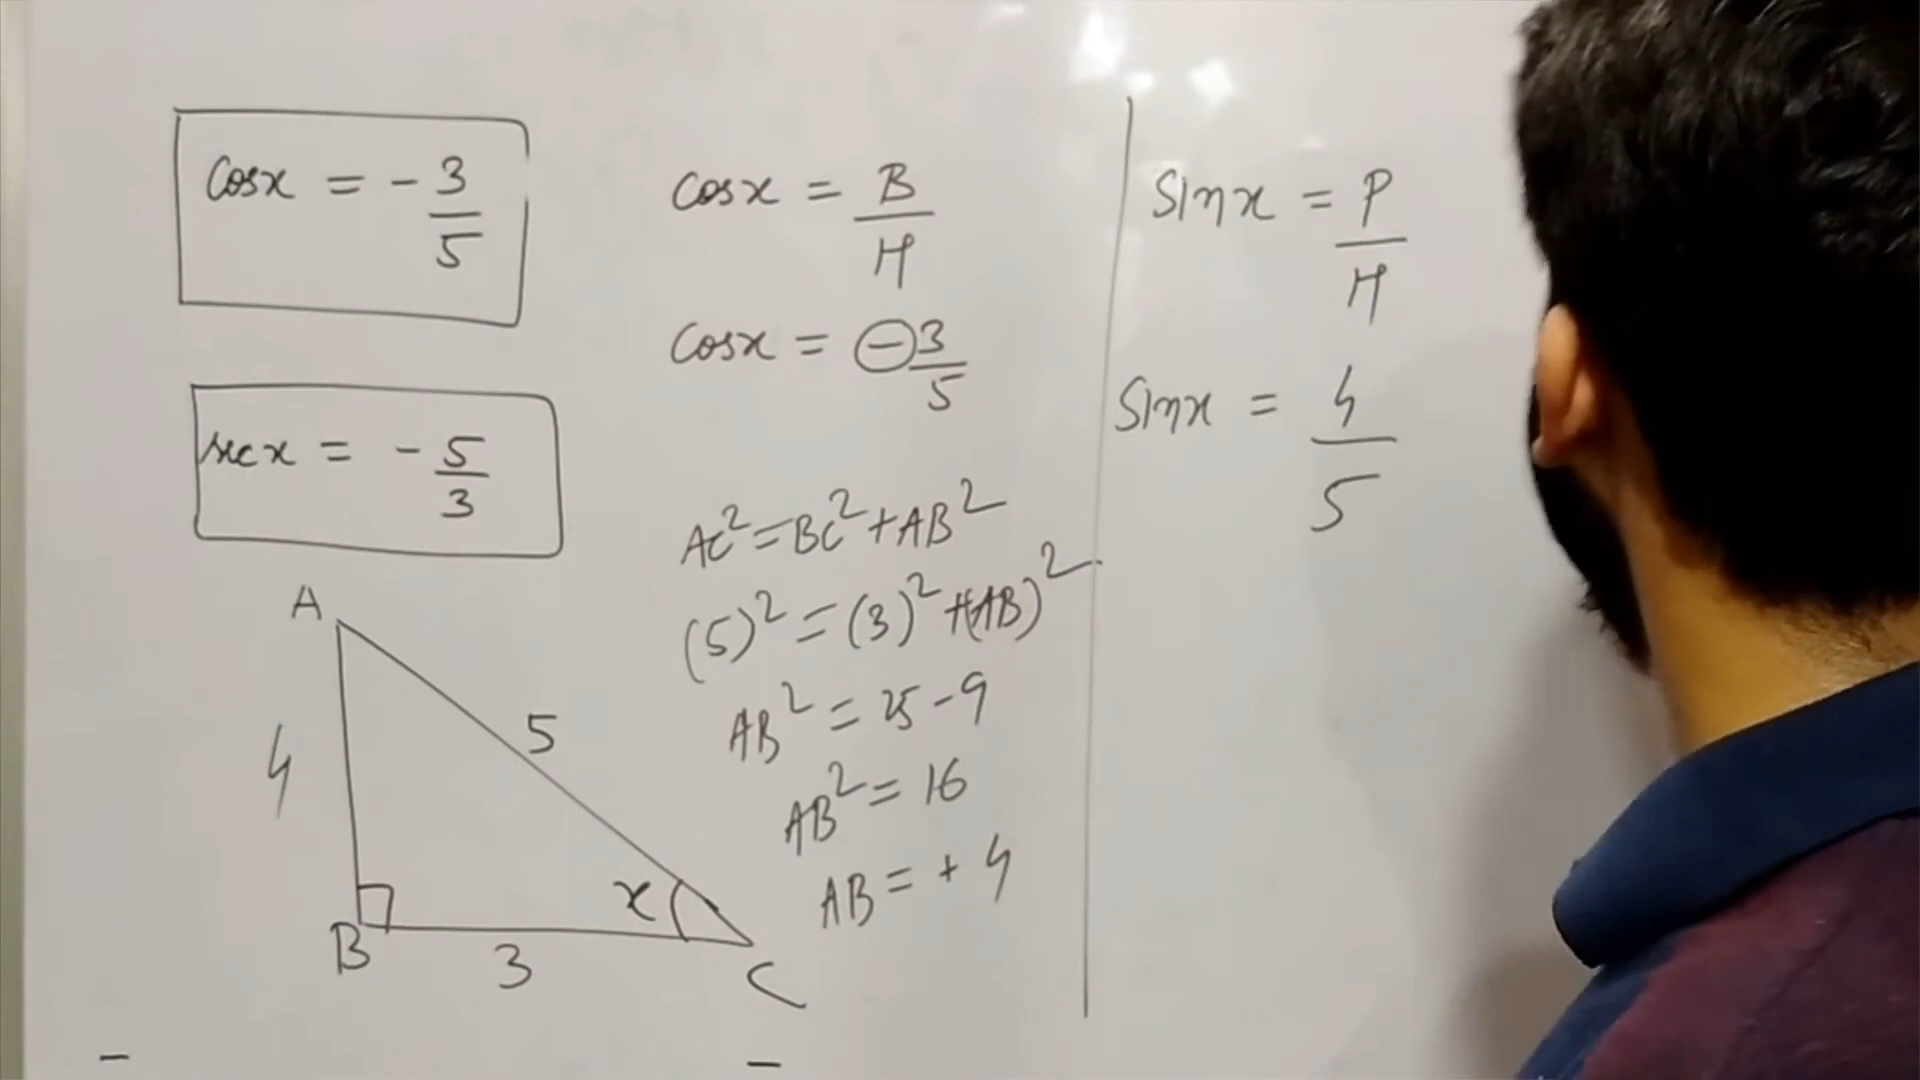 cosx = -3/5
secx = -5/3
A
4
5
x
B
3
C
cosx = B/H
cosx = -3/5
AC² = BC² + AB²
(5)² = (3)² + (AB)²
AB² = 25 - 9
AB² = 16
AB = + 4
sinx = P/H
sinx = 4/5